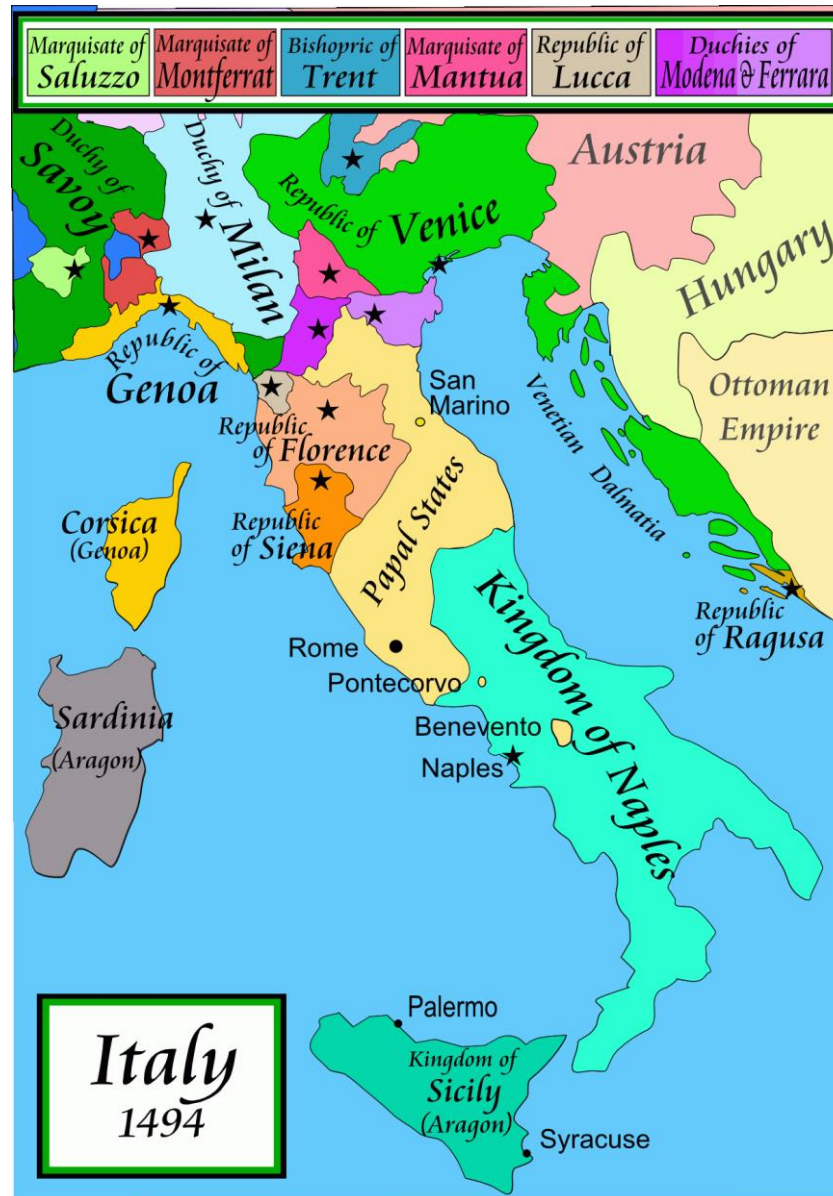 Marquisate of
Saluzzo
Marquisate of
Montferrat
Bishopric of
Trent
Marquisate of
Mantua
Republic of
Lucca
Duchies of
Modena & Ferrara
Duchy of
Savoy
Duchy of
Milan
Republic of
Venice
Austria
Hungary
Ottoman
Empire
Republic of
Genoa
San
Marino
Venetian
Dalmatia
Republic
of Florence
Republic
of Siena
Papal States
Corsica
(Genoa)
Kingdom of Naples
Republic
of Ragusa
Rome
Pontecorvo
Benevento
Naples
Sardinia
(Aragon)
Palermo
Kingdom of
Sicily
(Aragon)
Syracuse
Italy
1494